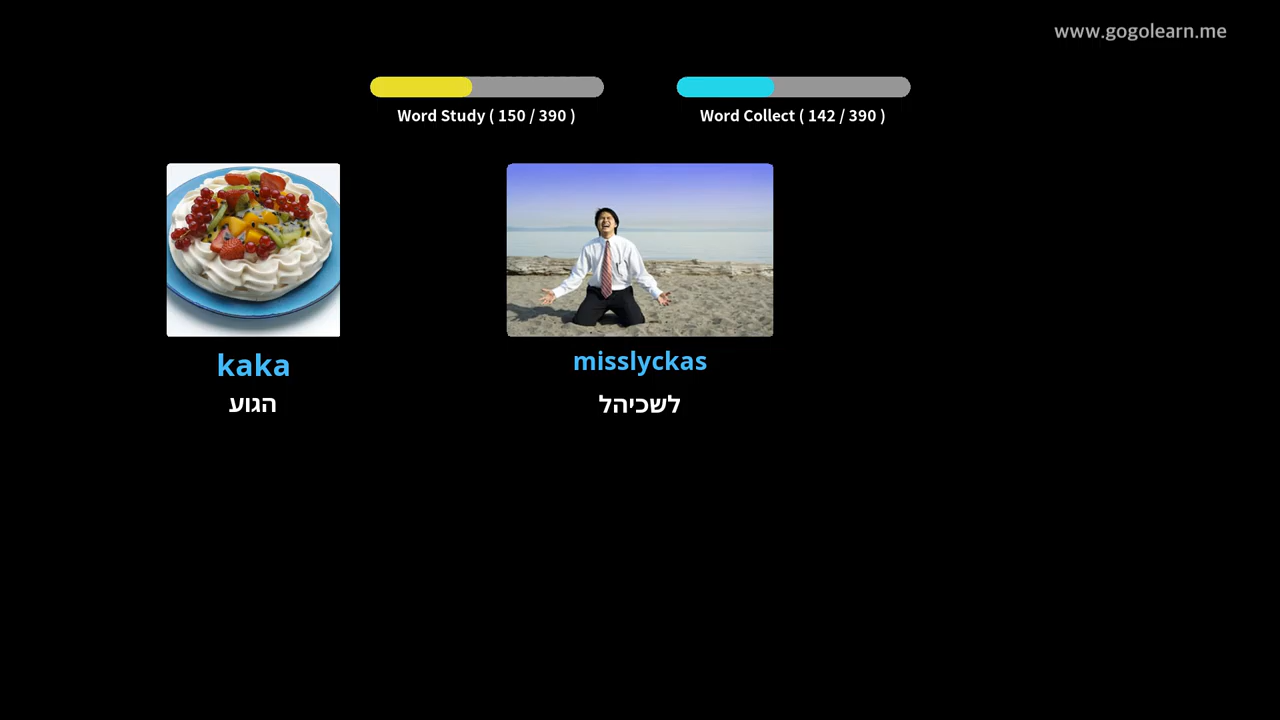 www.gogolearn.me
Word Study ( 150 / 390 )
Word Collect ( 142 / 390 )
kaka
הגוע
misslyckas
לשכיהל